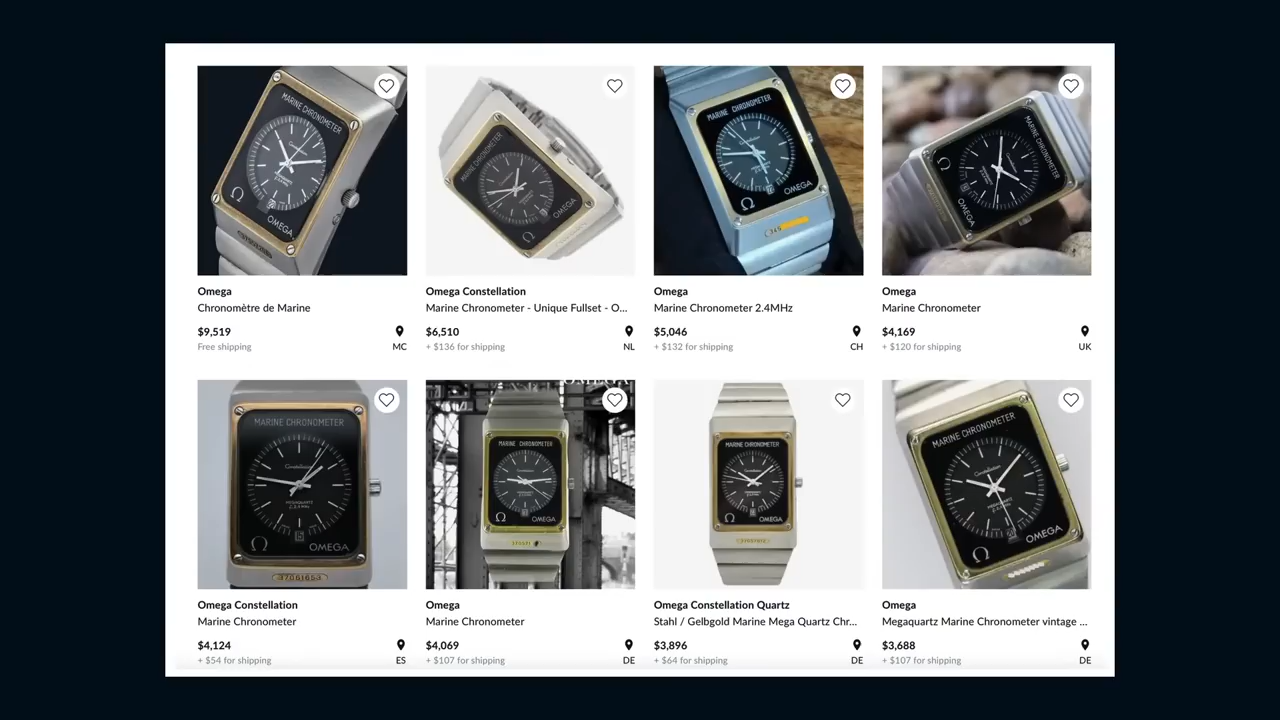 MARINE CHRONOMETER
OMEGA
MARINE CHRONOMETER
OMEGA
MARINE CHRONOMETER
OMEGA
MARINE CHRONOMETER
OMEGA
Omega
Omega Constellation
Omega
Omega
Chronomètre de Marine
Marine Chronometer - Unique Fullset - O...
Marine Chronometer 2.4MHz
Marine Chronometer
$9,519
$6,510
$5,046
$4,169
Free shipping
MC
+ $136 for shipping
NL
+ $132 for shipping
CH
+ $120 for shipping
UK
MARINE CHRONOMETER
Constellation
Ω OMEGA
OMEGA
MARINE CHRONOMETER
Ω OMEGA
MARINE CHRONOMETER
Ω OMEGA
MARINE CHRONOMETER
Constellation
Ω OMEGA
Omega Constellation
Omega
Omega Constellation Quartz
Omega
Marine Chronometer
Marine Chronometer
Stahl / Gelbgold Marine Mega Quartz Chr...
Megaquartz Marine Chronometer vintage ...
$4,124
$4,069
$3,896
$3,688
+ $54 for shipping
ES
+ $107 for shipping
DE
+ $64 for shipping
DE
+ $107 for shipping
DE